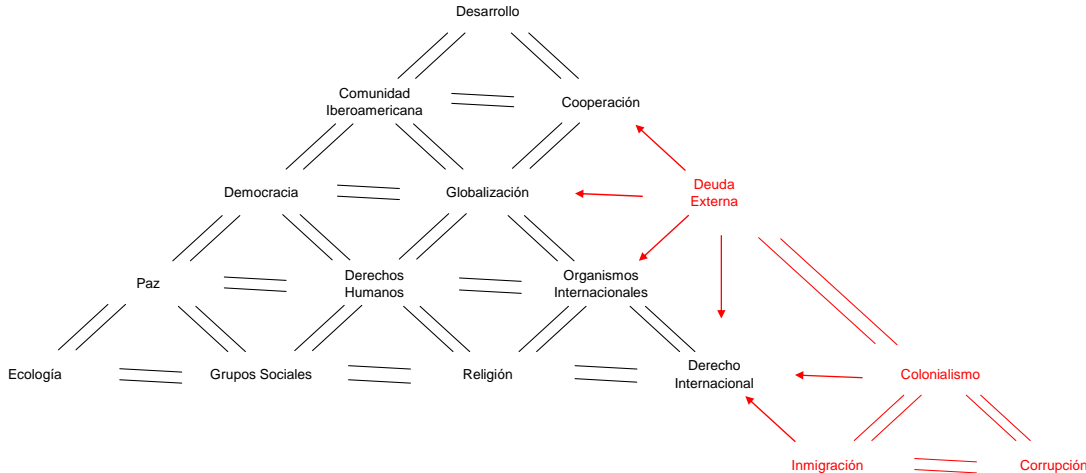 Desarrollo
Comunidad
Iberoamericana
Cooperación
Democracia
Globalización
Deuda
Externa
Paz
Derechos
Humanos
Organismos
Internacionales
Ecología
Grupos Sociales
Religión
Derecho
Internacional
Colonialismo
Inmigración
Corrupción